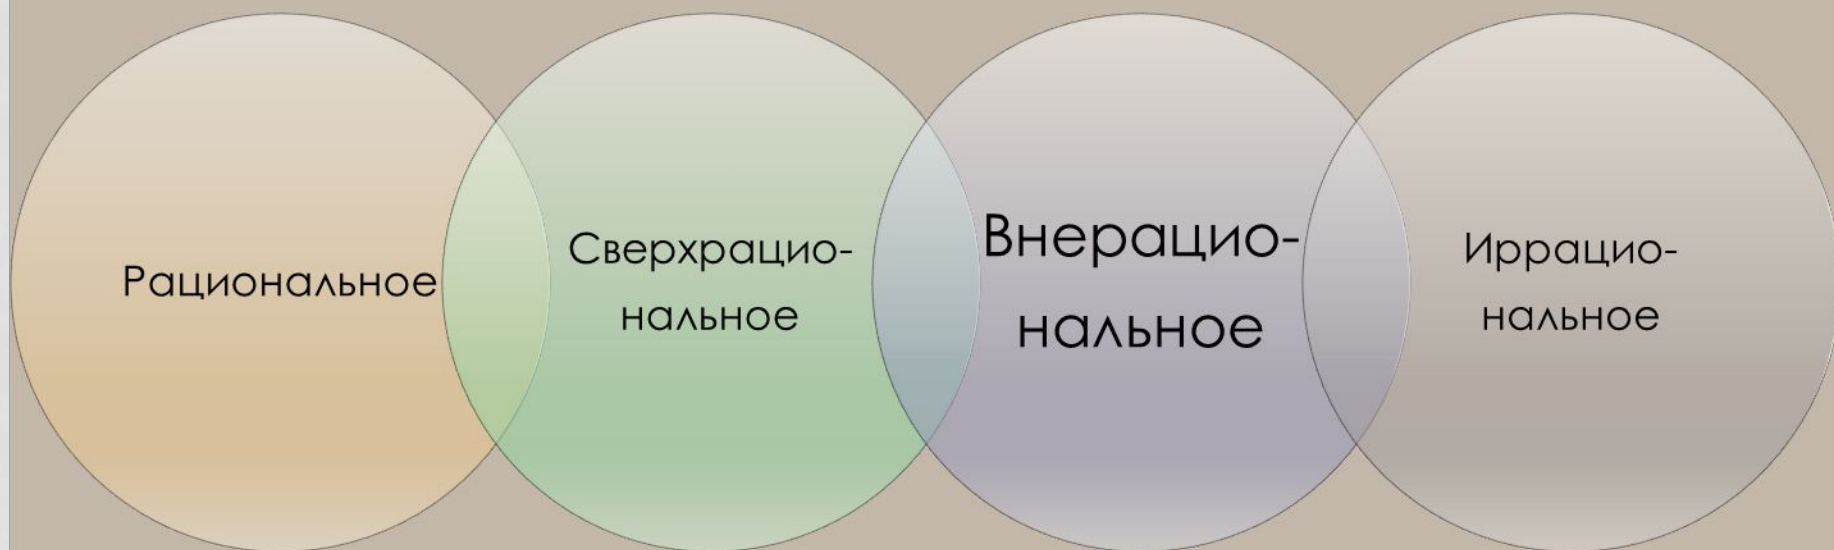 Рациональное
Сверхрацио-
нальное
Внерацио-
нальное
Иррацио-
нальное